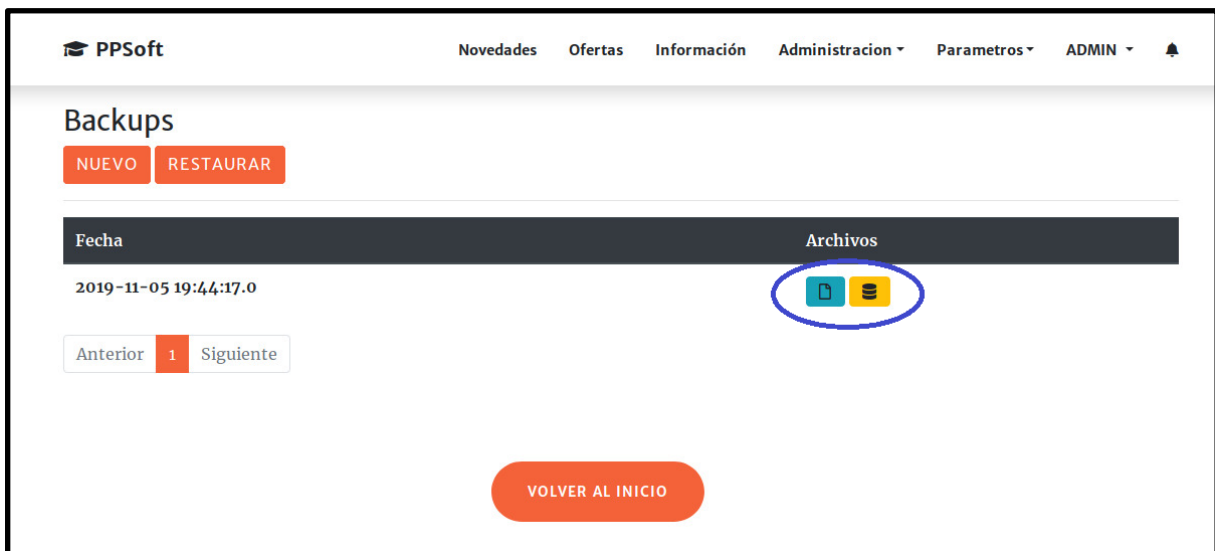 PPSoft Novedades Ofertas Información Administracion Parametros ADMIN
Backups
NUEVO RESTAURAR
Fecha Archivos
2019-11-05 19:44:17.0
Anterior 1 Siguiente
VOLVER AL INICIO